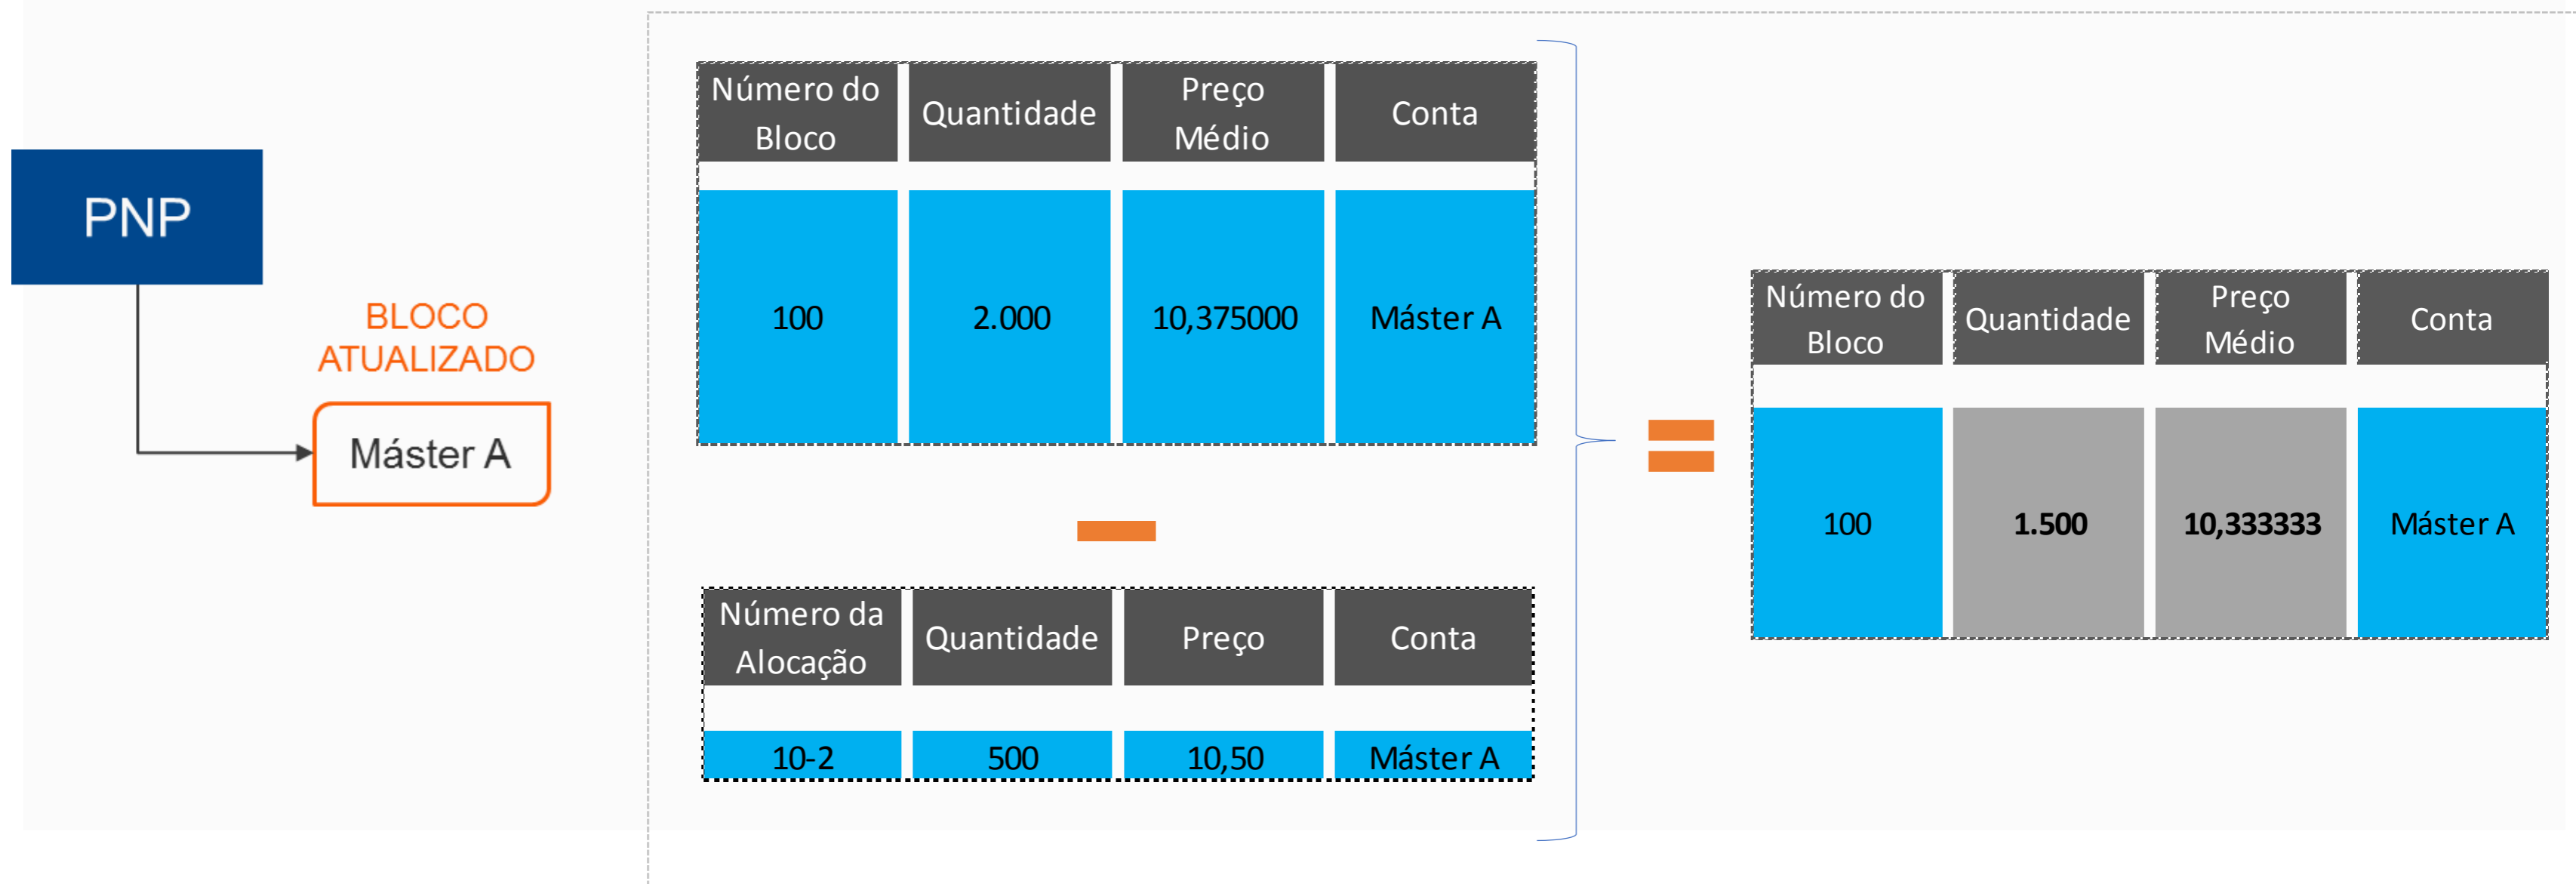 PNP
BLOCO
ATUALIZADO
Máster A
Número do
Bloco
Quantidade
Preço
Médio
Conta
100
2.000
10,375000
Máster A
Número da
Alocação
Quantidade
Preço
Conta
10-2
500
10,50
Máster A
Número do
Bloco
Quantidade
Preço
Médio
Conta
100
1.500
10,333333
Máster A